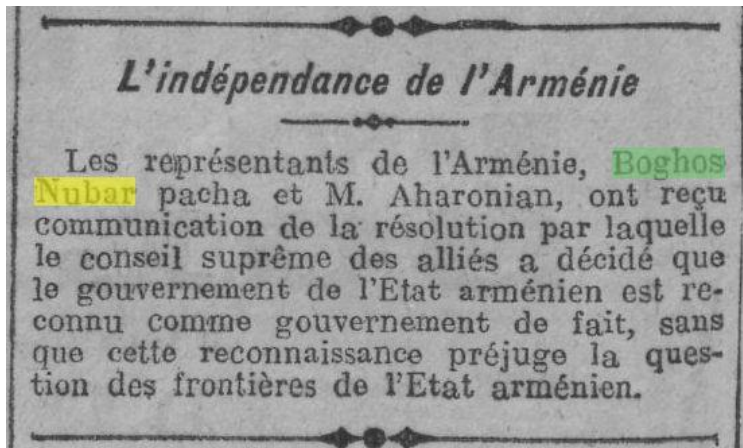 L'indépendance de l'Arménie
Les représentants de l'Arménie, Boghos
Nubar pacha et M. Aharonian, ont reçu
communication de la résolution par laquelle
le conseil suprême des alliés a décidé que
le gouvernement de l'Etat arménien est re-
connu comme gouvernement de fait, sans
que cette reconnaissance préjuge la ques-
tion des frontières de l'Etat arménien.